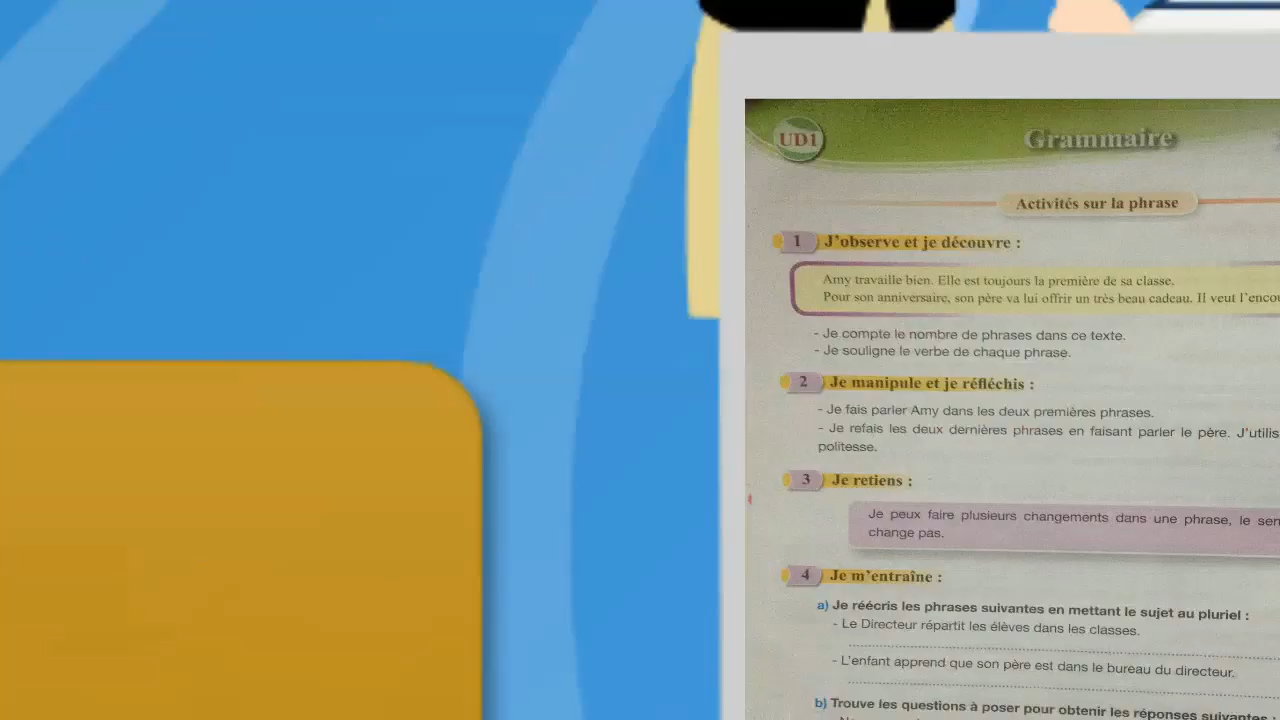 UD1
Grammaire
Activités sur la phrase
1 J'observe et je découvre :
Amy travaille bien. Elle est toujours la première de sa classe.
Pour son anniversaire, son père va lui offrir un très beau cadeau. Il veut l'encou
- Je compte le nombre de phrases dans ce texte.
- Je souligne le verbe de chaque phrase.
2 Je manipule et je réfléchis :
- Je fais parler Amy dans les deux premières phrases.
- Je refais les deux dernières phrases en faisant parler le père. J'utilis
politesse.
3 Je retiens :
Je peux faire plusieurs changements dans une phrase, le sen
change pas.
4 Je m'entraîne :
a) Je réécris les phrases suivantes en mettant le sujet au pluriel :
- Le Directeur répartit les élèves dans les classes.
- L'enfant apprend que son père est dans le bureau du directeur.
b) Trouve les questions à poser pour obtenir les réponses suivantes